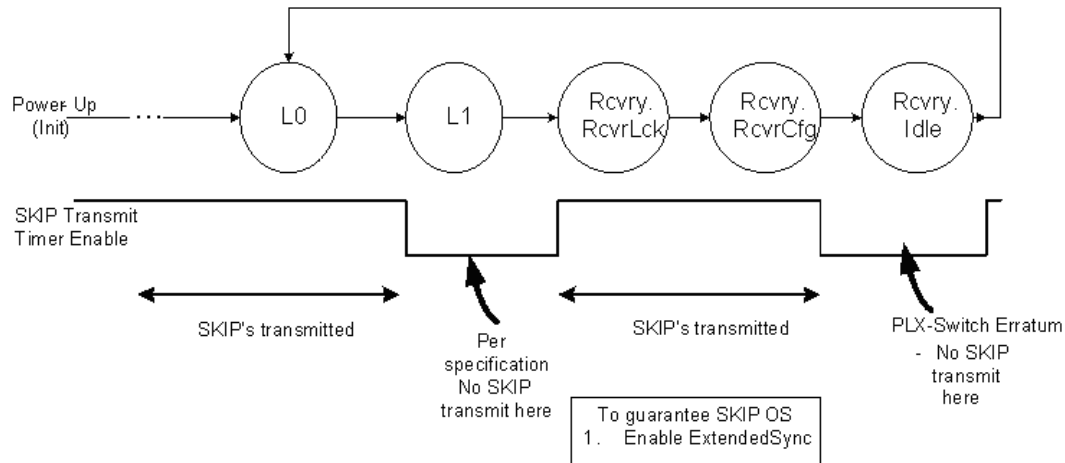 Power- Up
(Init)
...
L0
L1
Rcvry.
RcvrLck
Rcvry.
RcvrCfg
Rcvry.
Idle
SKIP Transmit
Timer Enable
SKIP's transmitted
Per
specification
No SKIP
transmit here
SKIP's transmitted
PLX-Switch Erratum
- No SKIP
transmit
here
To guarantee SKIP OS
1. Enable ExtendedSync